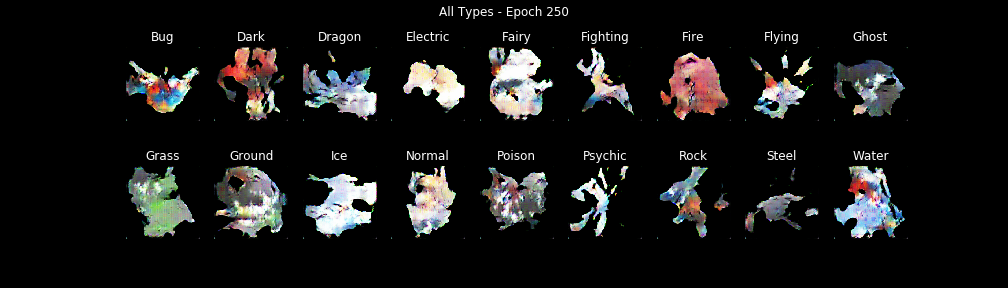 All Types - Epoch 250
Bug Dark Dragon Electric Fairy Fighting Fire Flying Ghost
Grass Ground Ice Normal Poison Psychic Rock Steel Water